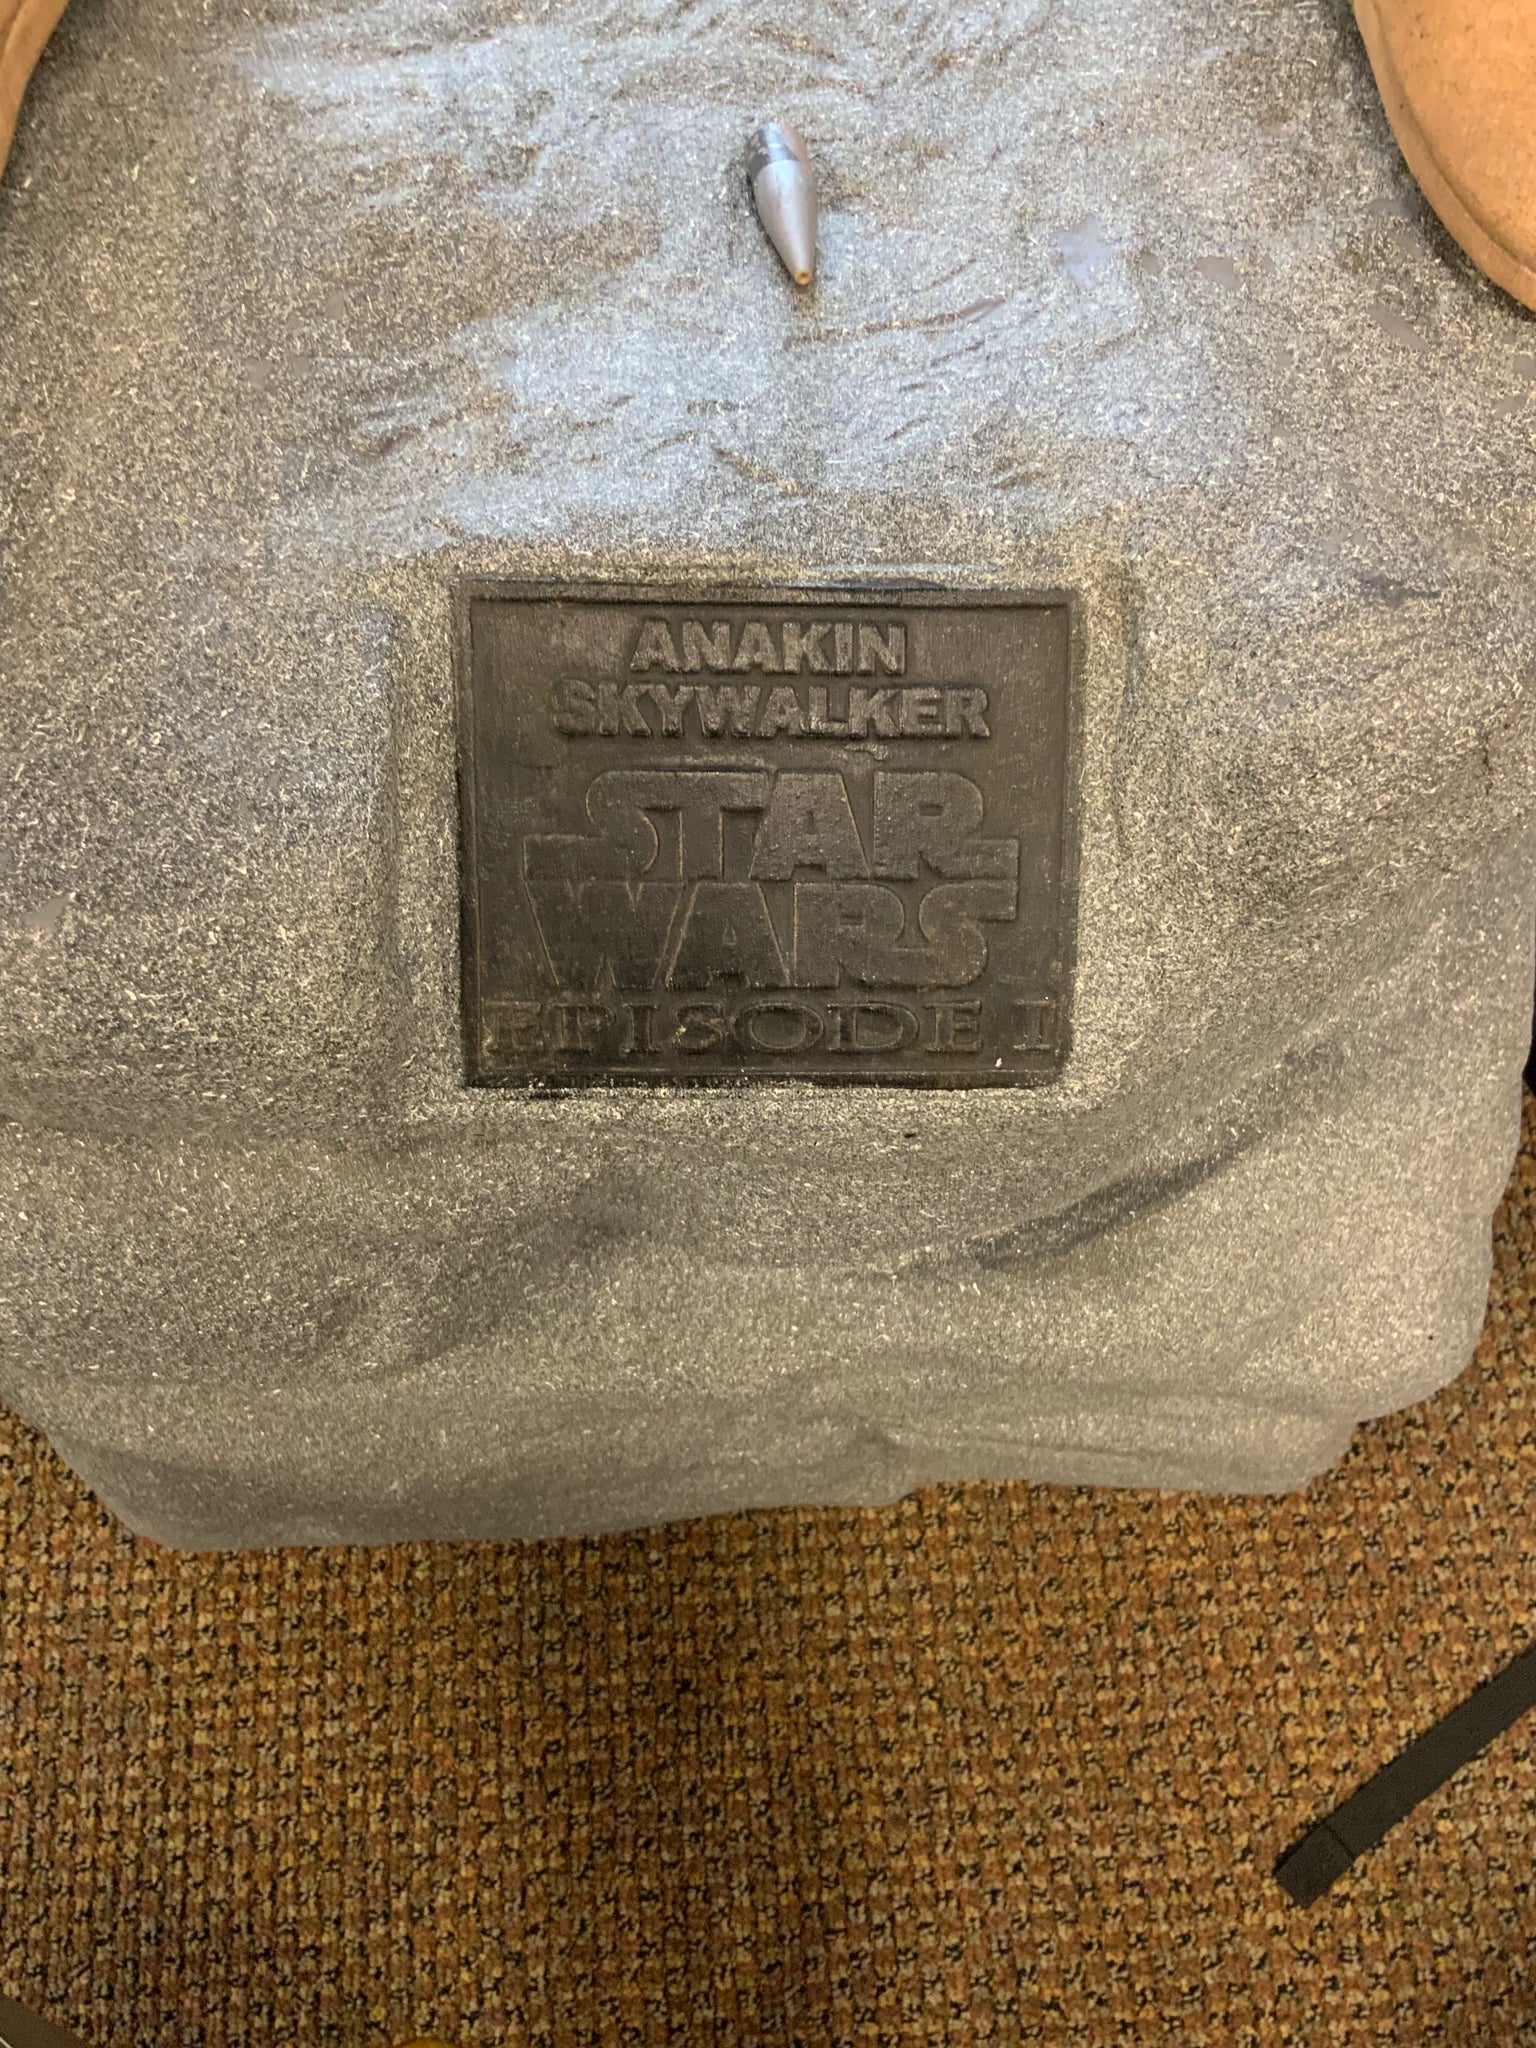 ANAKIN
SKYWALKER
STAR
WARS
EPISODE I